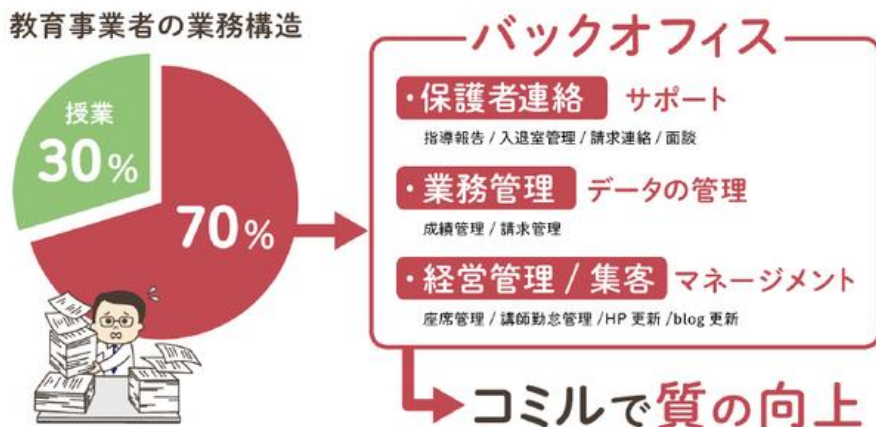 教育事業者の業務構造
授業
30%
70%
バックオフィス
・保護者連絡 サポート
指導報告 / 入退室管理 / 請求連絡 / 面談
・業務管理 データの管理
成績管理 / 請求管理
・経営管理 / 集客 マネージメント
座席管理 / 講師勤怠管理 /HP 更新 /blog 更新
コミルで質の向上